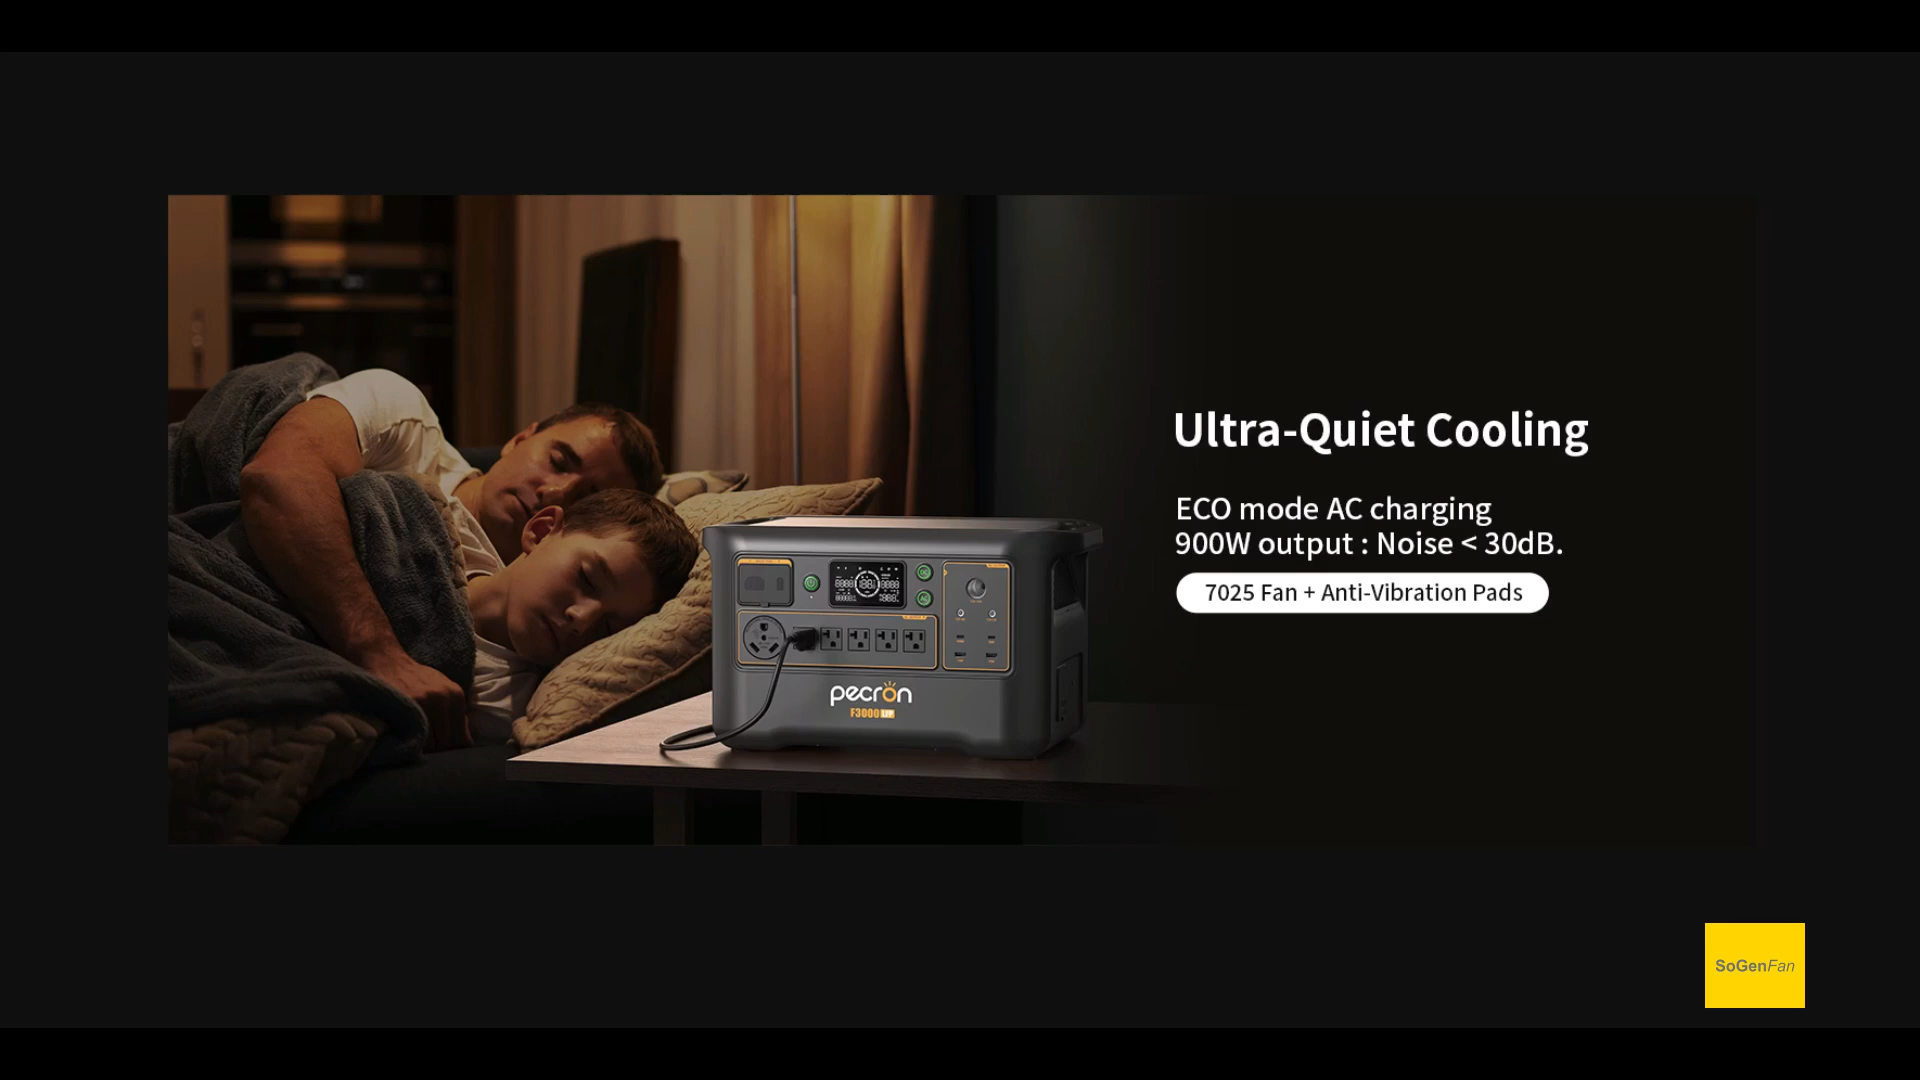 Ultra-Quiet Cooling
ECO mode AC charging
900W output : Noise < 30dB.
7025 Fan + Anti-Vibration Pads
pecron
F3000 LFP
SoGenFan